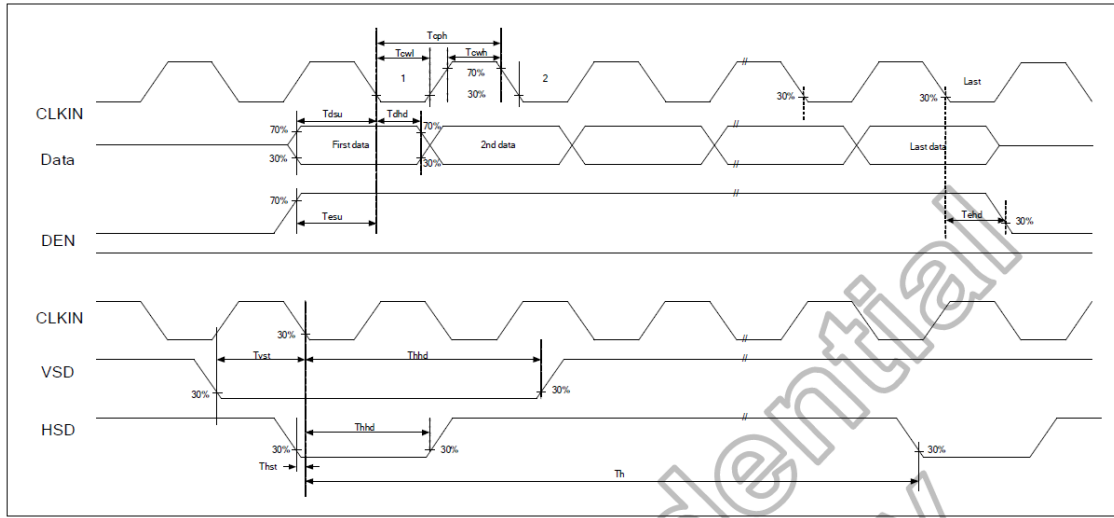 Tcph
Tcwl
Tcwh
1
70%
2
30%
30%
30%
Last
CLKIN
Tdsu
Tdhd
70%
70%
First data
2nd data
Last data
Data
30%
30%
70%
Tesu
Tehd
30%
DEN
CLKIN
30%
Tvst
Thhd
VSD
30%
30%
HSD
Thhd
30%
30%
30%
Thst
Th
dential